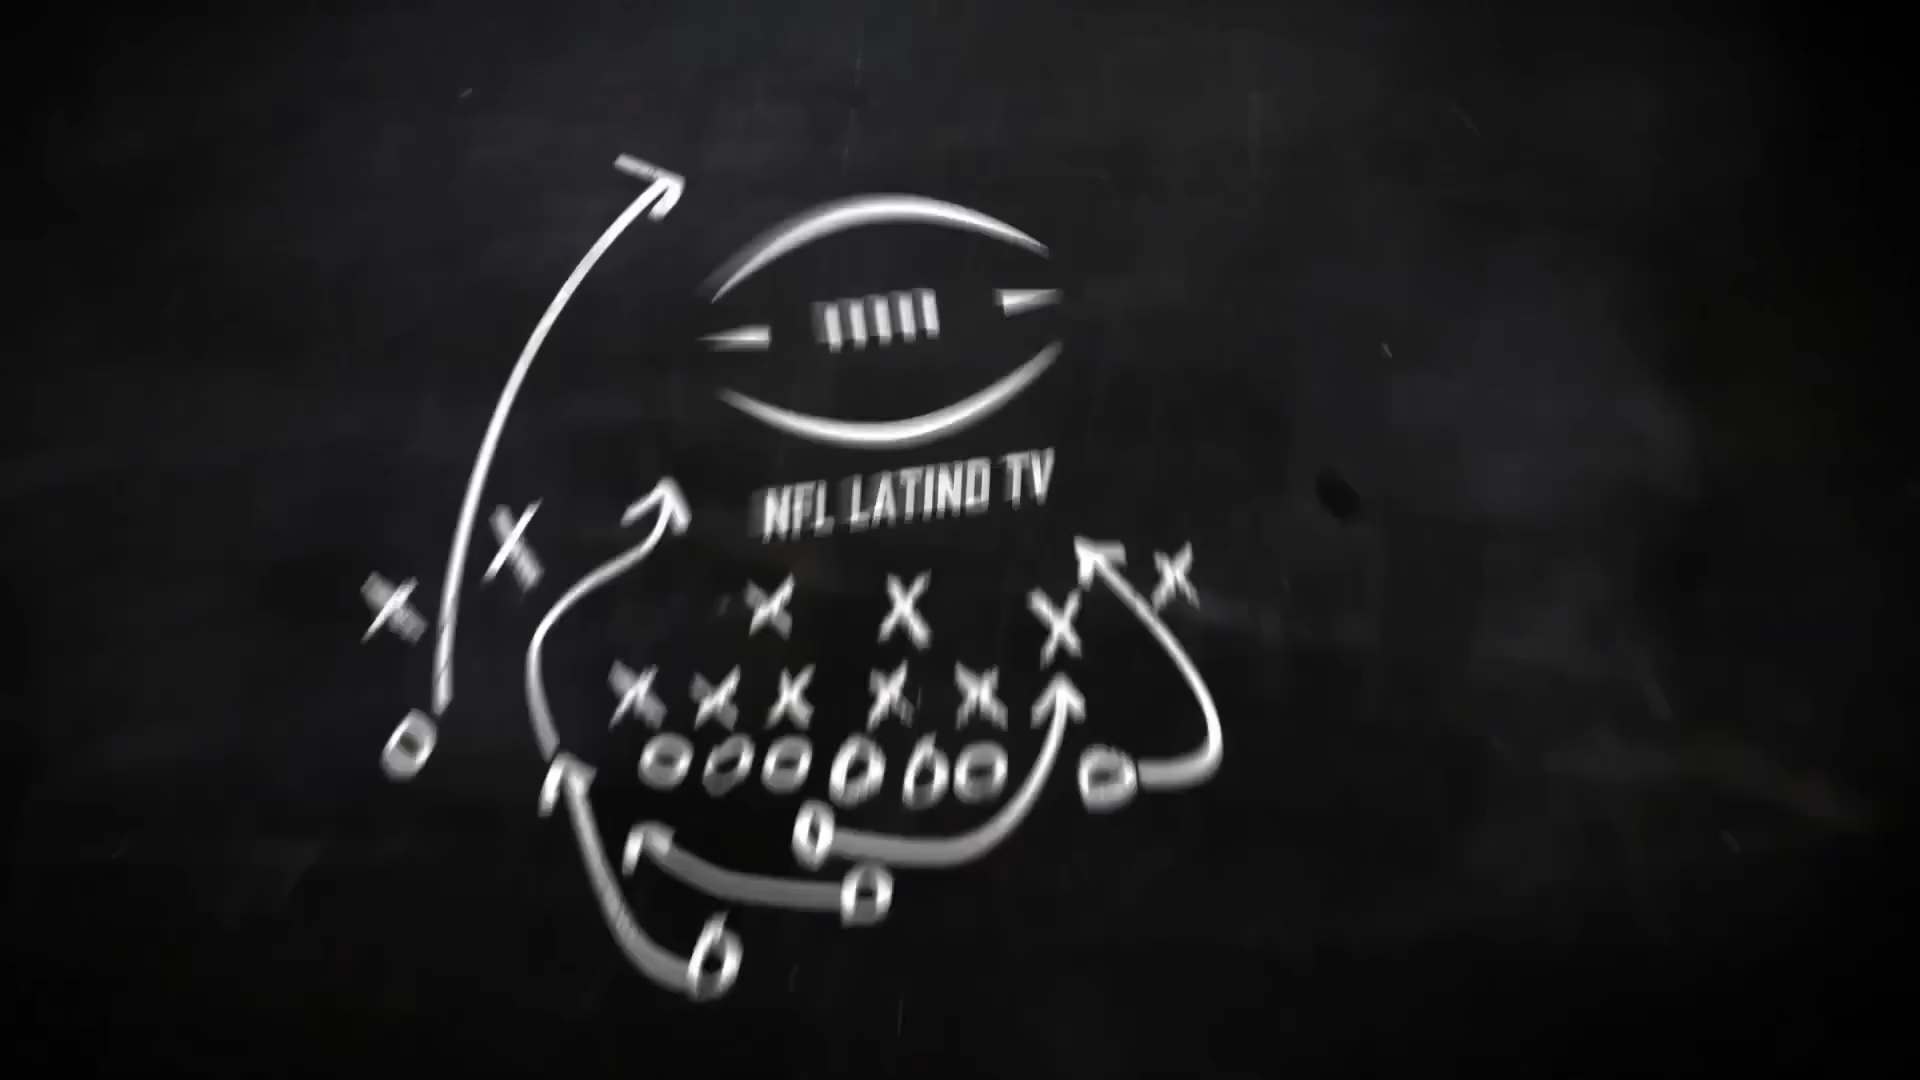 NFL LATINO TV
X X
X X X X
X X X X X
O O O O O O O O
O
O
O